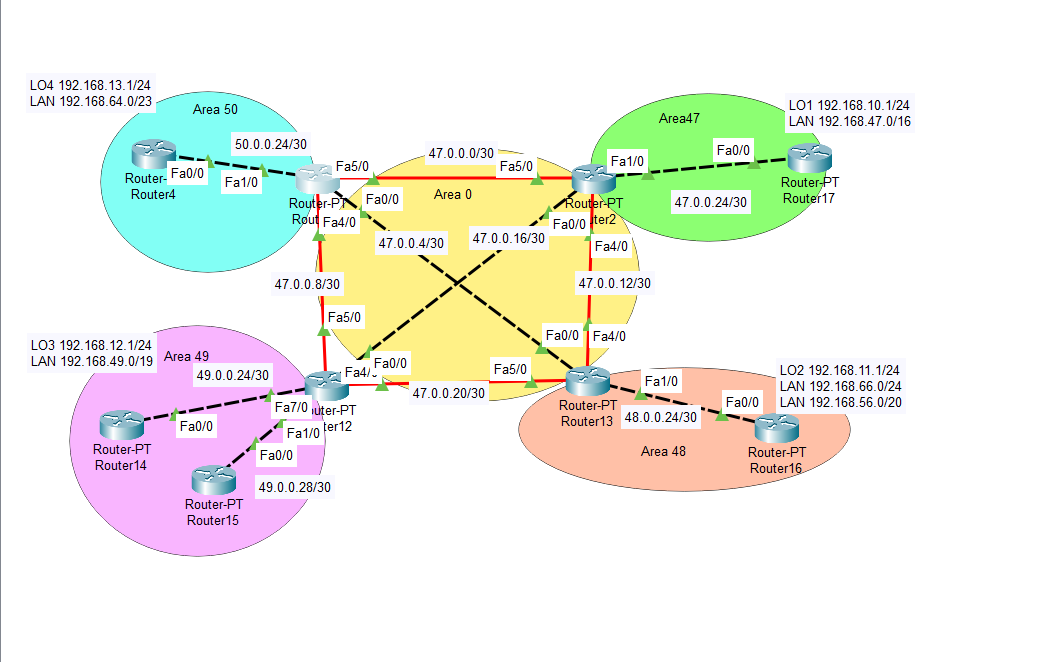 LO4 192.168.13.1/24
LAN 192.168.64.0/23
Area 50
50.0.0.24/30
Fa0/0
Fa1/0
Router-
Router4
Fa5/0
47.0.0.0/30
Fa5/0
Area 0
Router-PT
Rout
Fa0/0
Fa4/0
47.0.0.4/30
47.0.0.16/30
Fa0/0
Router-PT
ter2
Fa4/0
Area47
LO1 192.168.10.1/24
LAN 192.168.47.0/16
Fa1/0
Fa0/0
47.0.0.24/30
Router-PT
Router17
47.0.0.8/30
47.0.0.12/30
Fa5/0
Fa0/0
Fa4/0
LO3 192.168.12.1/24
LAN 192.168.49.0/19
Area 49
49.0.0.24/30
Fa0/0
Fa4/
Fa5/0
47.0.0.20/30
Fa7/0
outer-PT
ter12
Fa1/0
Fa0/0
Router-PT
Router14
Fa0/0
49.0.0.28/30
Router-PT
Router15
Router-PT
Router13
Fa1/0
48.0.0.24/30
Fa0/0
Area 48
LO2 192.168.11.1/24
LAN 192.168.66.0/24
LAN 192.168.56.0/20
Router-PT
Router16